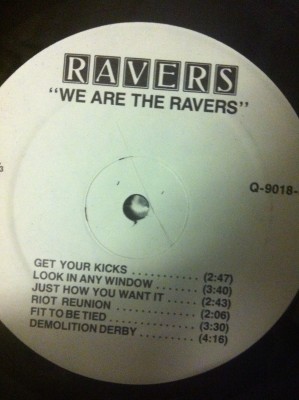 RAVERS
"WE ARE THE RAVERS"
Q-9018-
GET YOUR KICKS .......... (2:47)
LOOK IN ANY WINDOW ....... (3:40)
JUST HOW YOU WANT IT ..... (2:43)
RIOT REUNION ............ (2:06)
FIT TO BE TIED ............ (3:30)
DEMOLITION DERBY ........ (4:16)